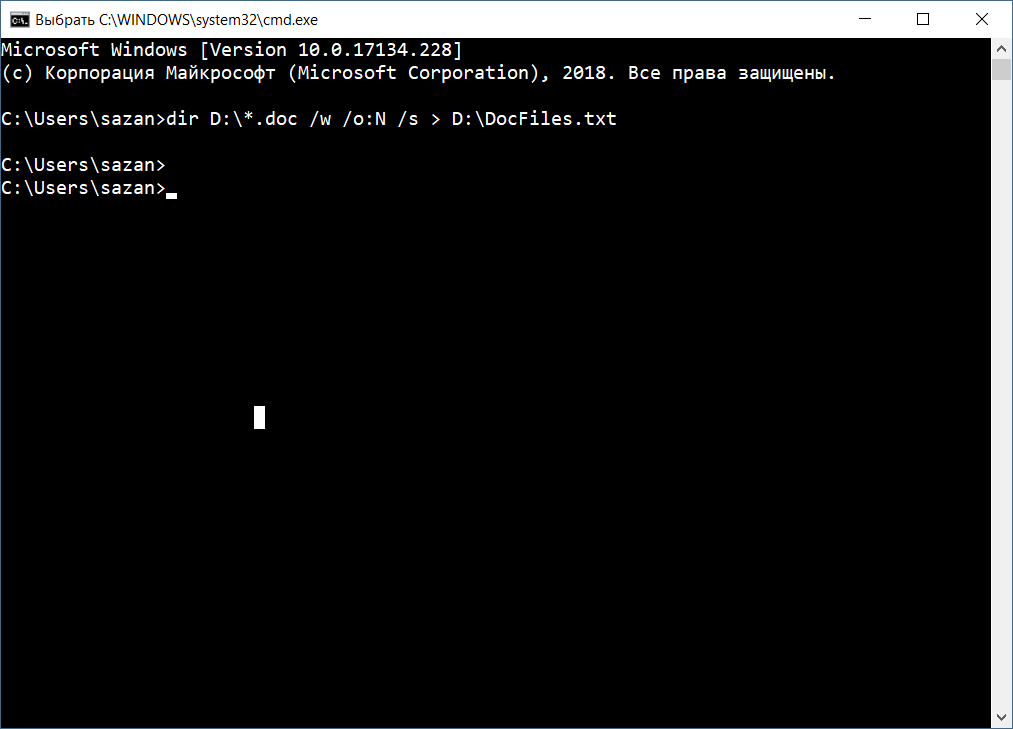 Выбрать C:\WINDOWS\system32\cmd.exe
Microsoft Windows [Version 10.0.17134.228]
(c) Корпорация Майкрософт (Microsoft Corporation), 2018. Все права защищены.
C:\Users\sazan>dir D:\*.doc /w /o:N /s > D:\DocFiles.txt
C:\Users\sazan>
C:\Users\sazan>